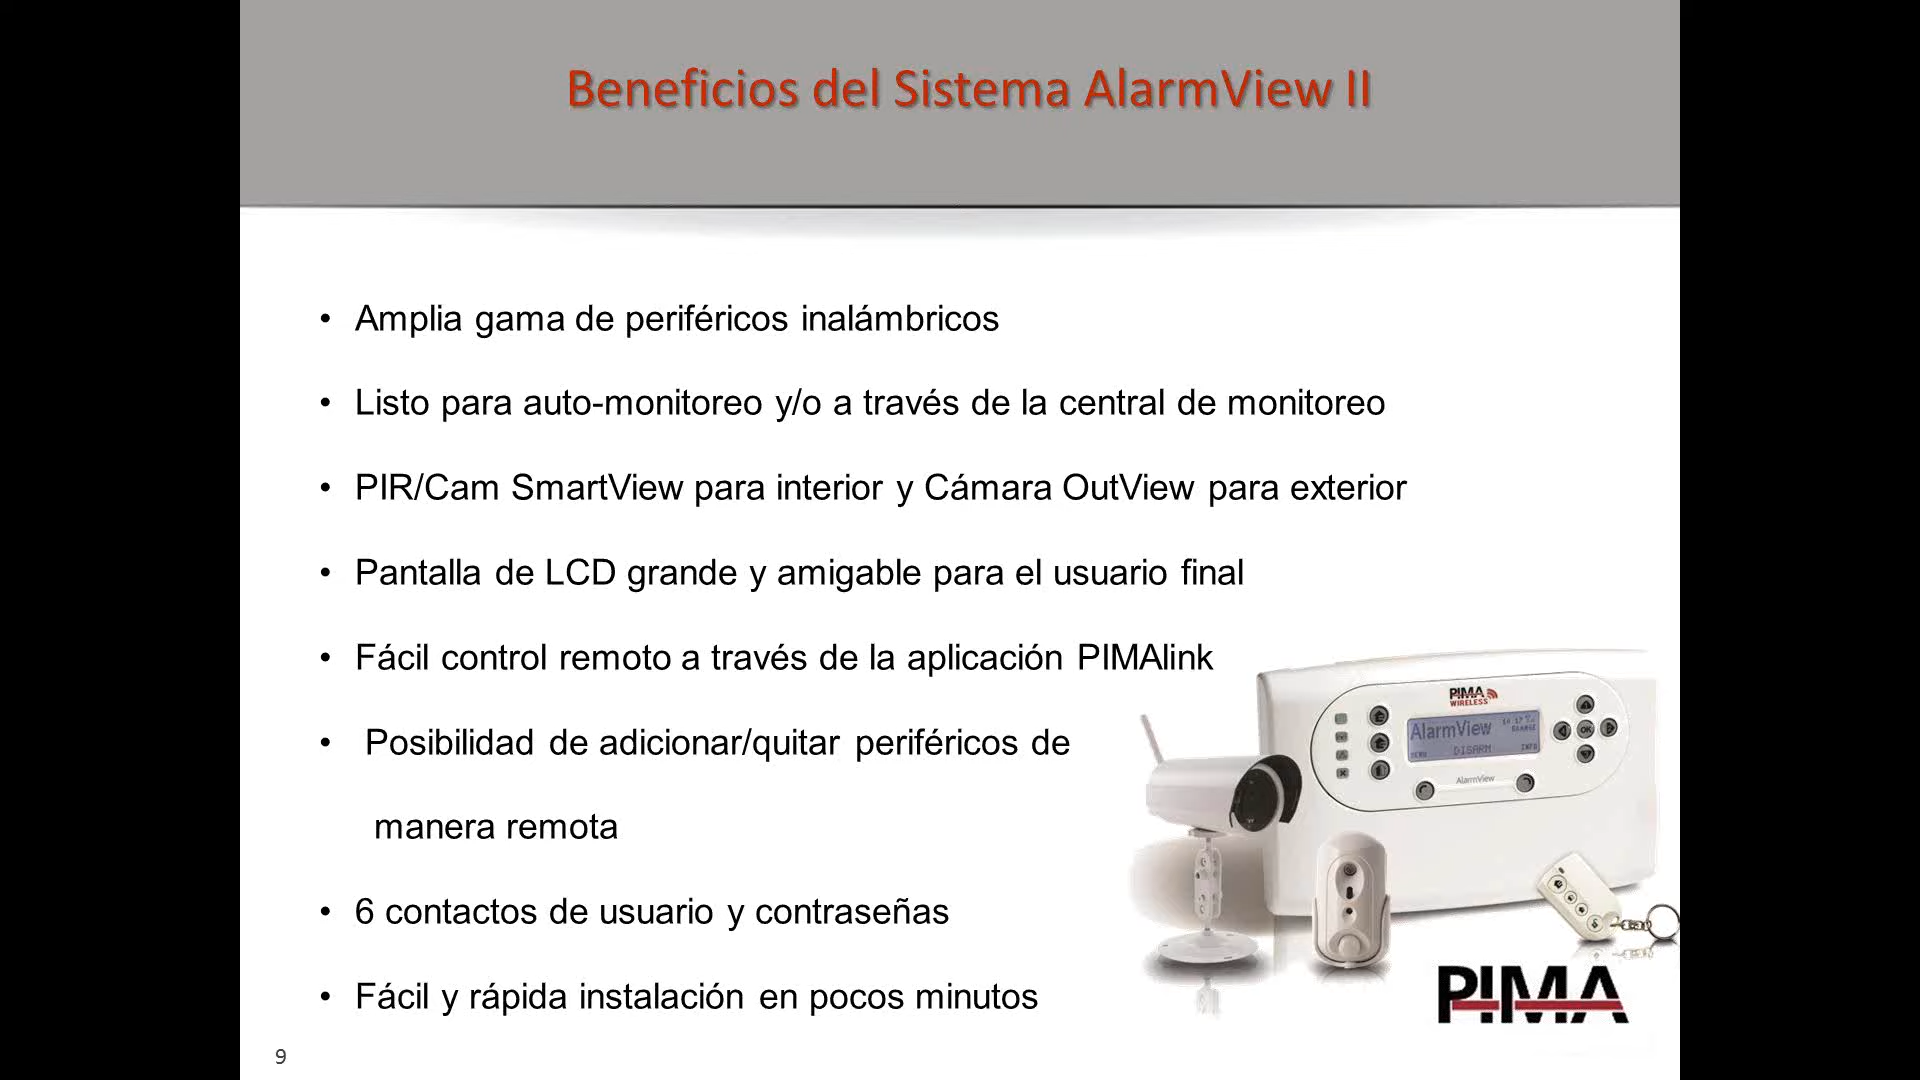 Beneficios del Sistema AlarmView II
• Amplia gama de periféricos inalámbricos
• Listo para auto-monitoreo y/o a través de la central de monitoreo
• PIR/Cam SmartView para interior y Cámara OutView para exterior
• Pantalla de LCD grande y amigable para el usuario final
• Fácil control remoto a través de la aplicación PIMAlink
• Posibilidad de adicionar/quitar periféricos de
manera remota
• 6 contactos de usuario y contraseñas
• Fácil y rápida instalación en pocos minutos
PIMA
WIRELESS
AlarmView
DISARM
MENU
INFO
OK
AlarmView
PIMA
9